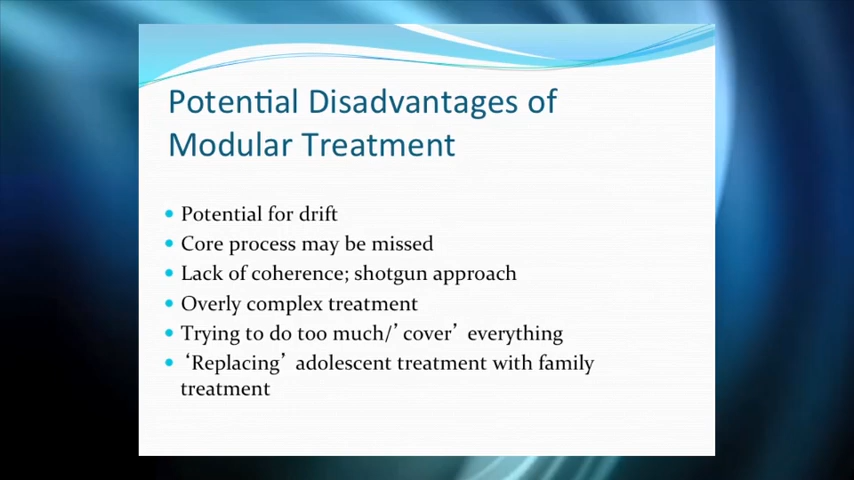 Potential Disadvantages of
Modular Treatment
• Potential for drift
• Core process may be missed
• Lack of coherence; shotgun approach
• Overly complex treatment
• Trying to do too much/’ cover’ everything
• ‘Replacing’ adolescent treatment with family
treatment